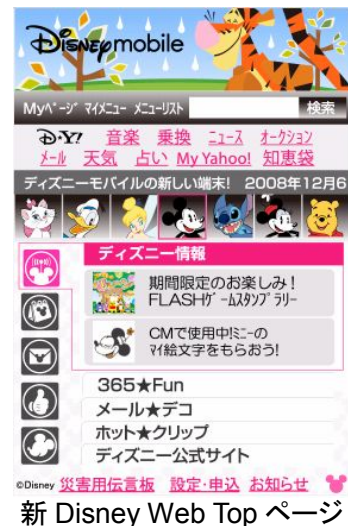 Disney mobile
Myﾍﾟｰｼﾞ ﾏｲﾒﾆｭｰ ﾒﾆｭｰﾘｽﾄ 検索
D·Y! 音楽 乗換 ﾆｭｰｽ ｵｰｸｼｮﾝ
ﾒｰﾙ 天気 占い My Yahoo! 知恵袋
ディズニーモバイルの新しい端末! 2008年12月6
ディズニー情報
期間限定のお楽しみ！
FLASHｹﾞｰﾑｽﾀﾝﾌﾟﾗﾘｰ
CMで使用中!ﾐﾆｰの
ﾏｲ絵文字をもらおう!
365★Fun
メール★デコ
ホット★クリップ
ディズニー公式サイト
©Disney 災害用伝言板 設定･申込 お知らせ
新 Disney Web Top ページ